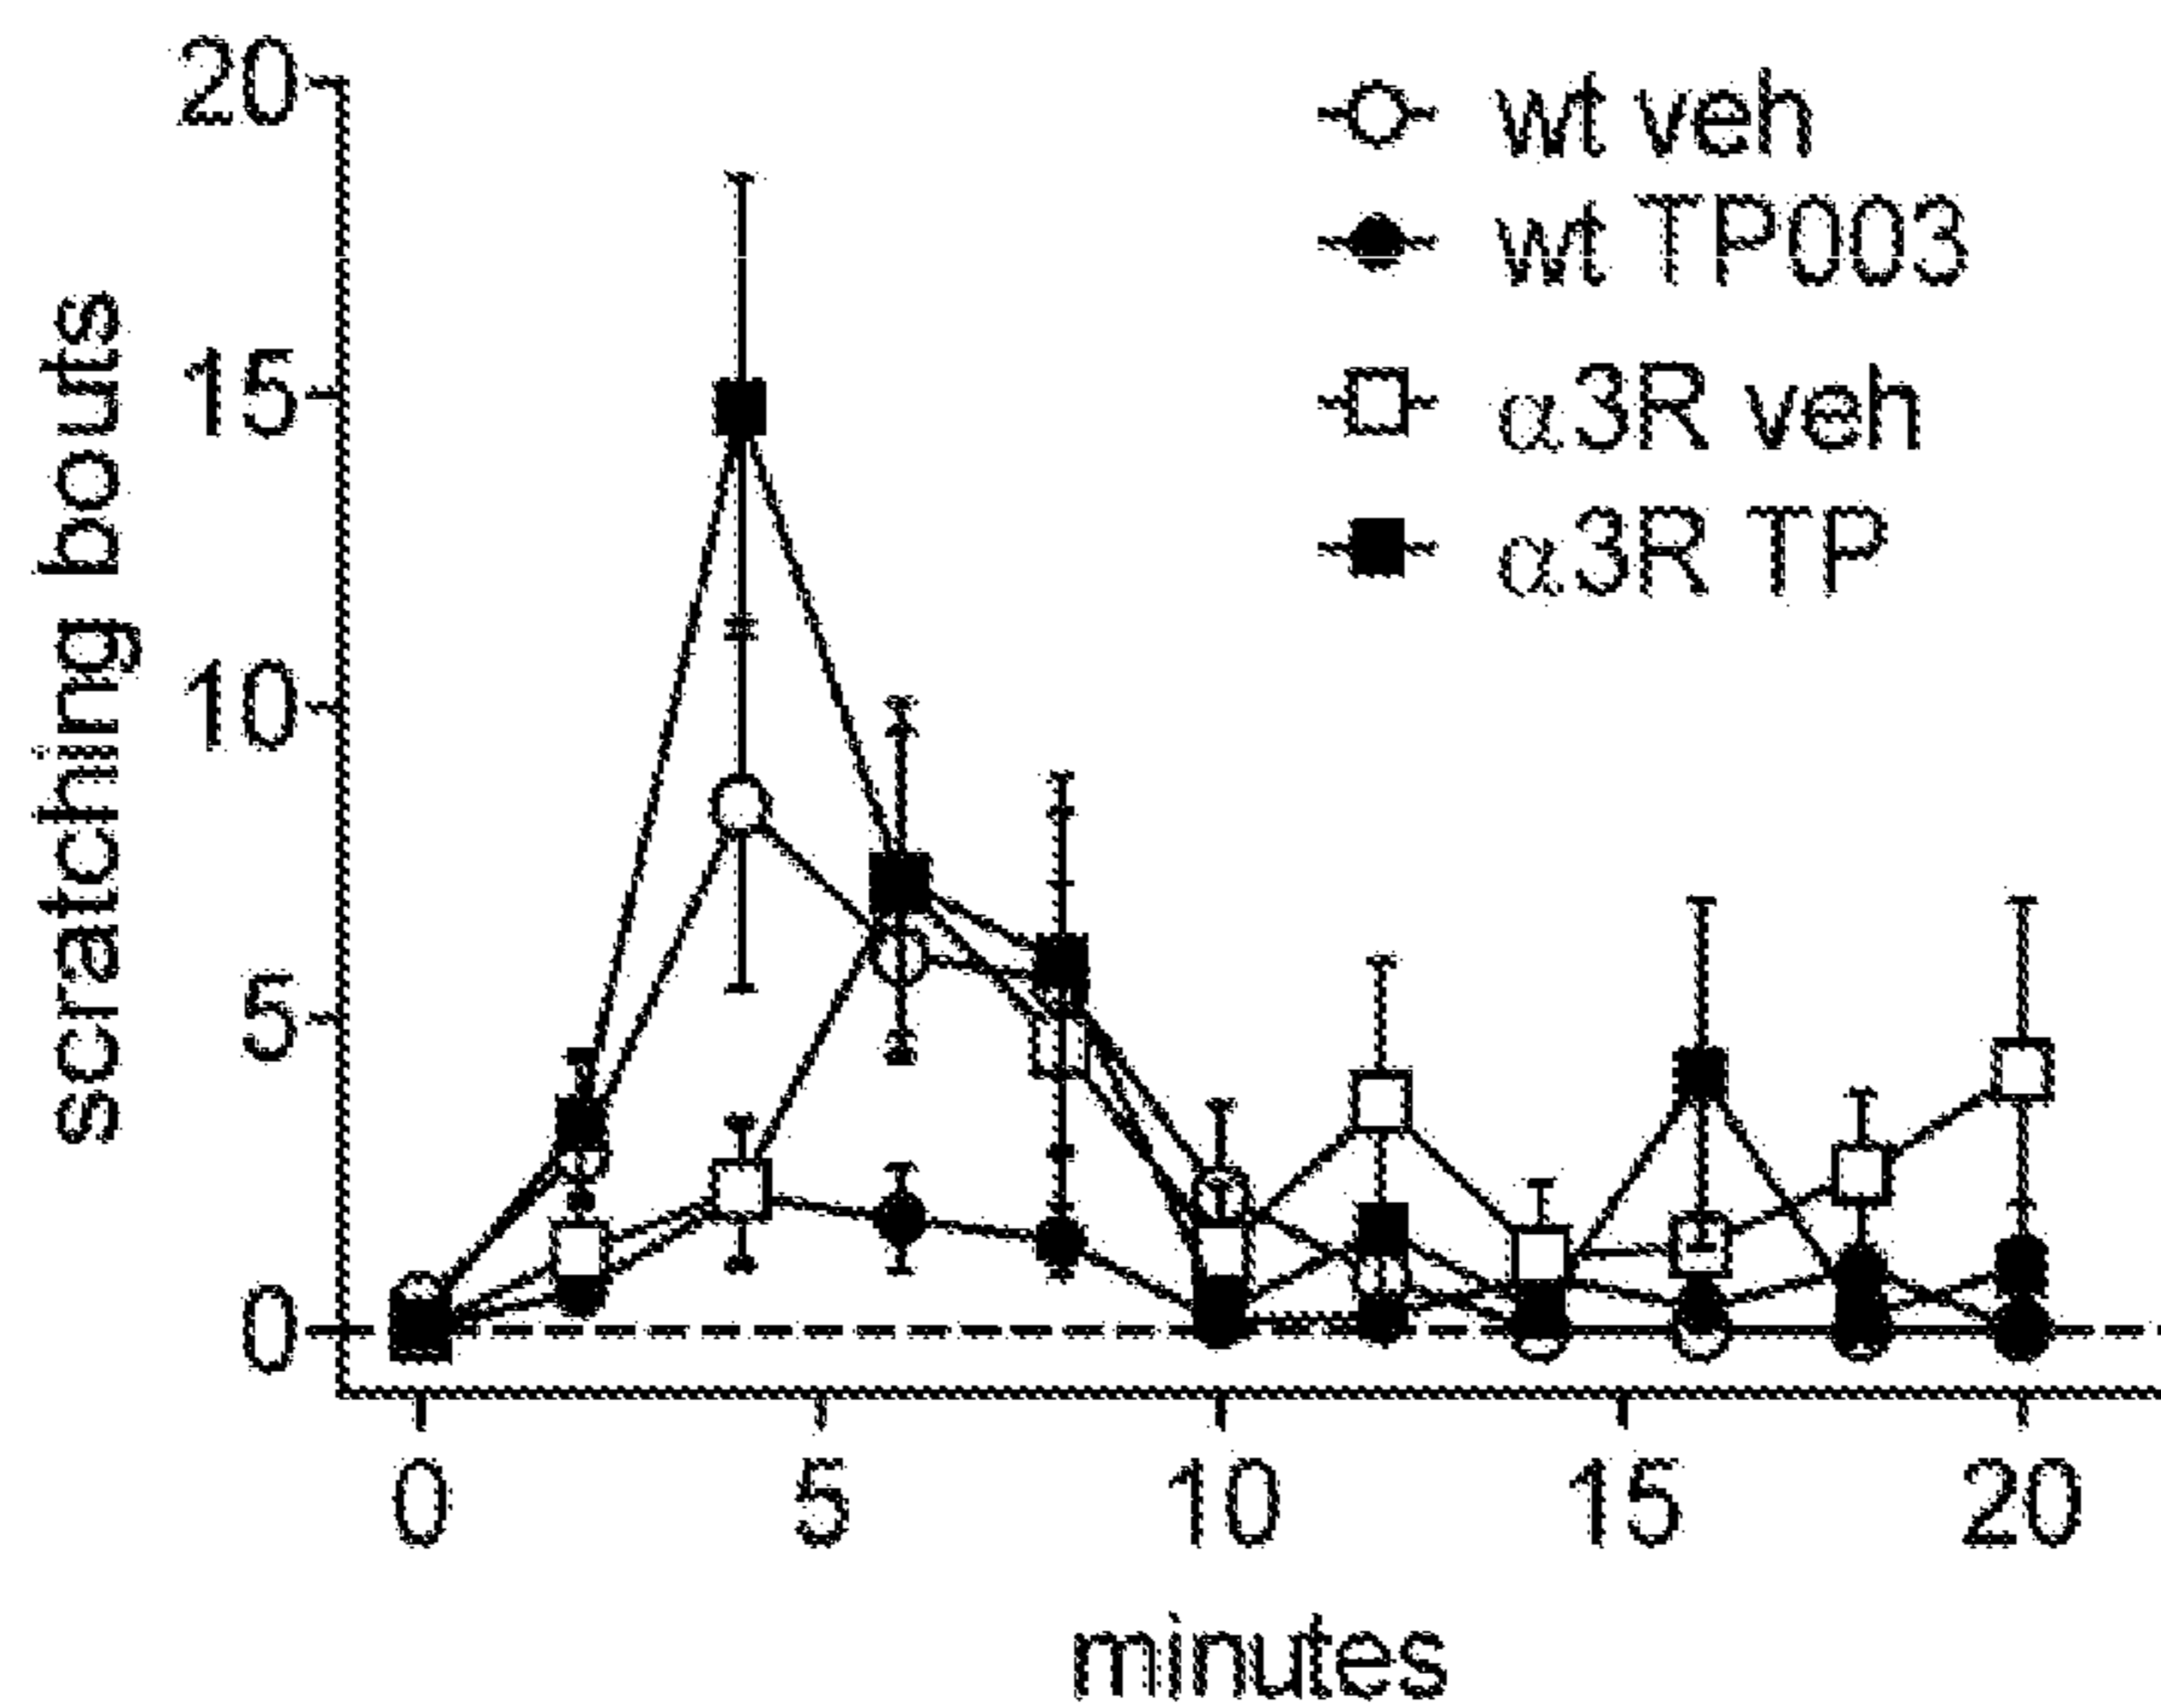 scratching bouts
20
15
10
5
0
wt veh
wt TP003
α3R veh
α3R TP
0 5 10 15 20
minutes